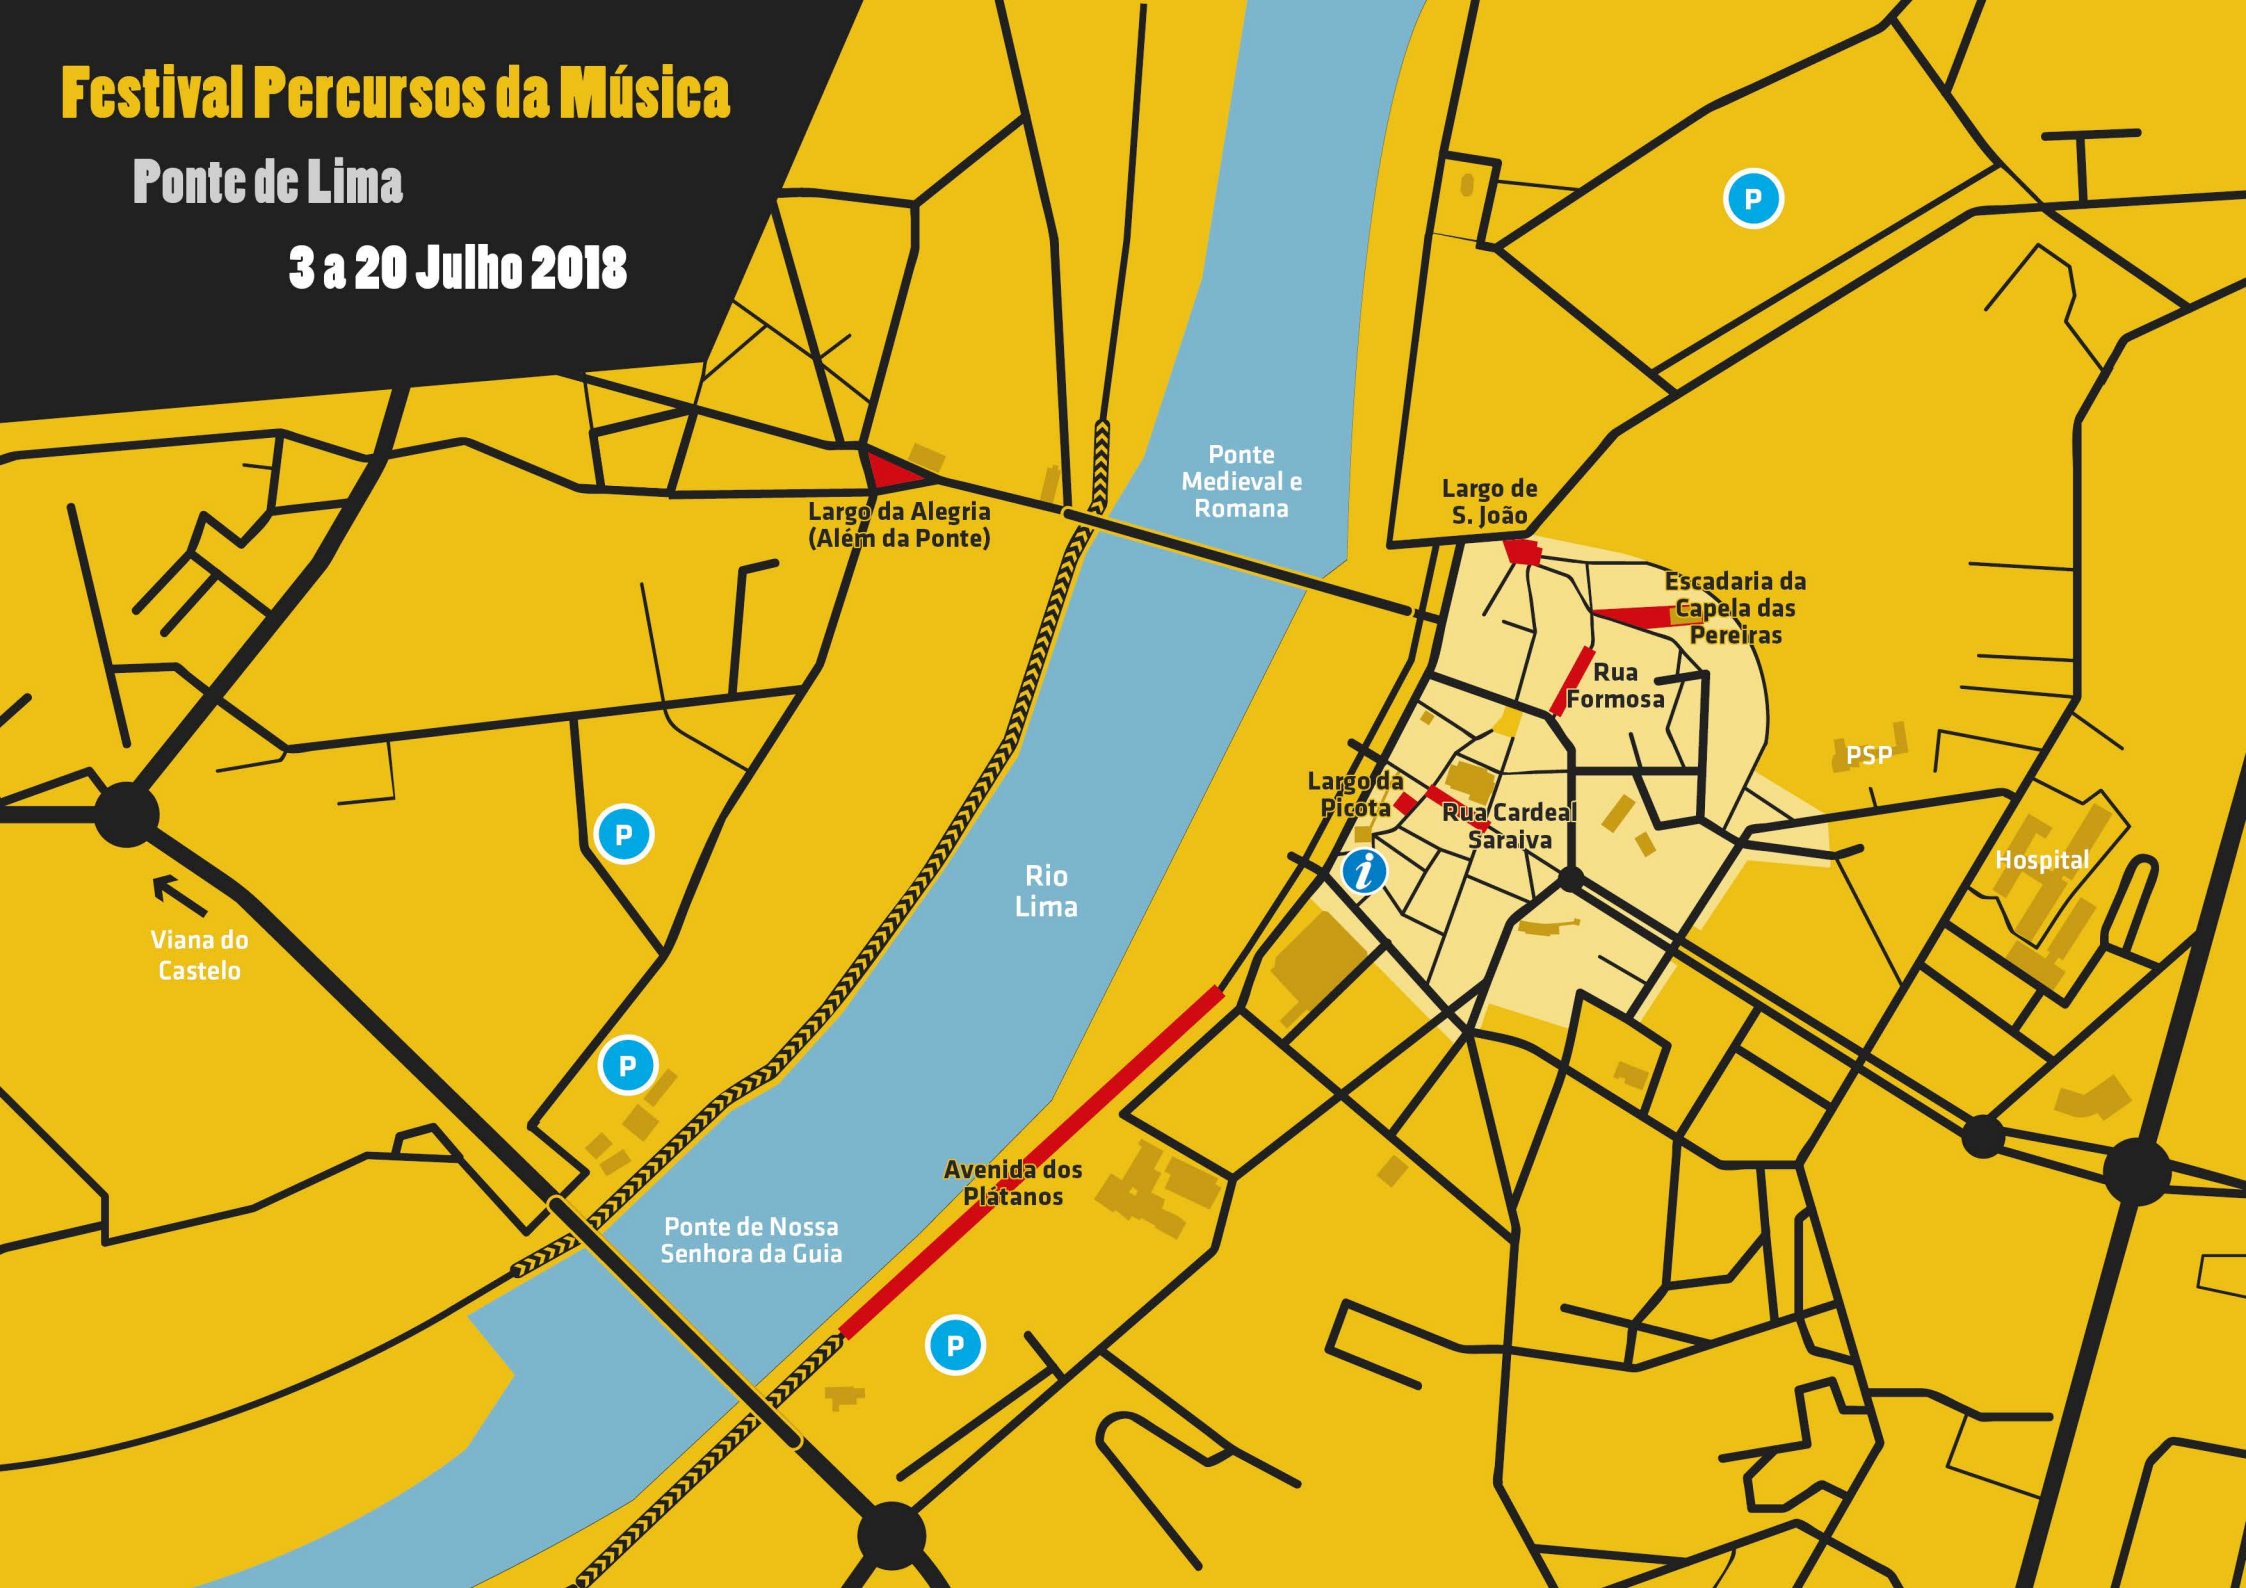 Festival Percursos da Música
Ponte de Lima
3 a 20 Julho 2018
P
Ponte
Medieval e
Romana
Largo de
S. João
Largo da Alegria
(Além da Ponte)
Escadaria da
Capela das
Pereiras
Rua
Formosa
PSP
Largo da
Picota
Rua Cardeal
Saraiva
P
i
Hospital
Rio
Lima
Viana do
Castelo
P
Avenida dos
Plátanos
Ponte de Nossa
Senhora da Guia
P